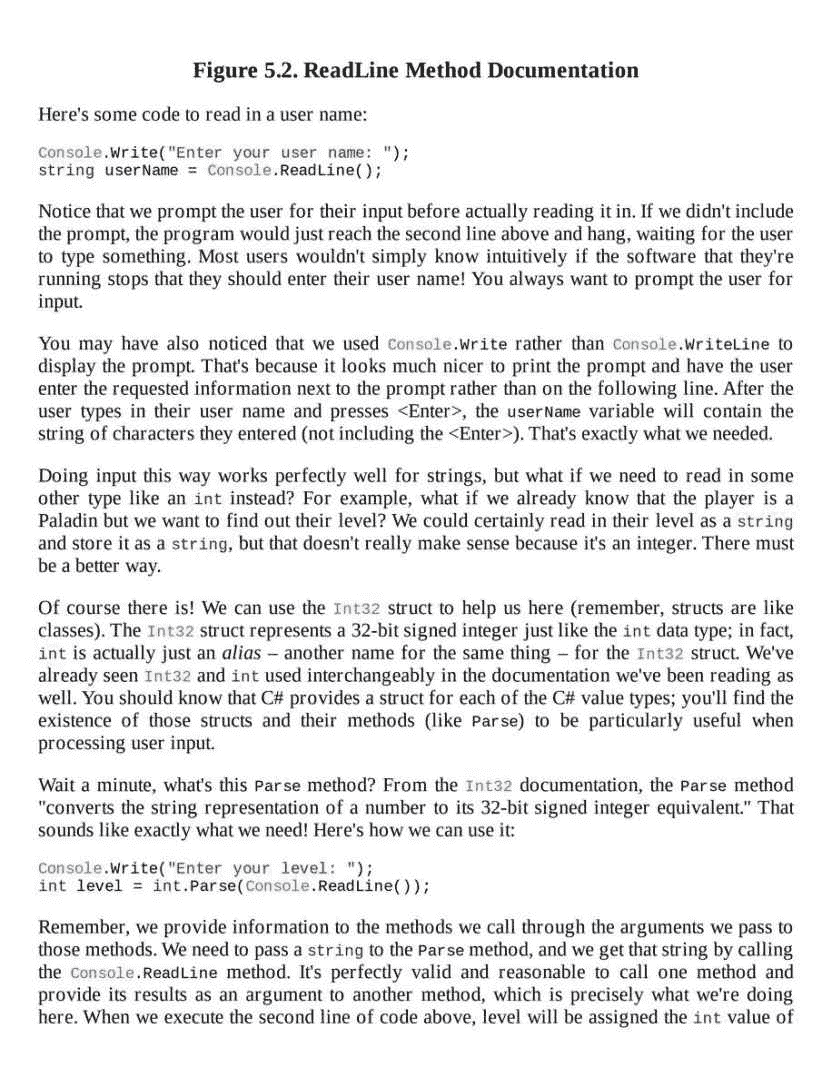 Figure 5.2. ReadLine Method Documentation
Here's some code to read in a user name:
Console.Write("Enter your user name: ");
string userName = Console.ReadLine();
Notice that we prompt the user for their input before actually reading it in. If we didn't include
the prompt, the program would just reach the second line above and hang, waiting for the user
to type something. Most users wouldn't simply know intuitively if the software that they're
running stops that they should enter their user name! You always want to prompt the user for
input.
You may have also noticed that we used Console.Write rather than Console.WriteLine to
display the prompt. That's because it looks much nicer to print the prompt and have the user
enter the requested information next to the prompt rather than on the following line. After the
user types in their user name and presses <Enter>, the userName variable will contain the
string of characters they entered (not including the <Enter>). That's exactly what we needed.
Doing input this way works perfectly well for strings, but what if we need to read in some
other type like an int instead? For example, what if we already know that the player is a
Paladin but we want to find out their level? We could certainly read in their level as a string
and store it as a string, but that doesn't really make sense because it's an integer. There must
be a better way.
Of course there is! We can use the Int32 struct to help us here (remember, structs are like
classes). The Int32 struct represents a 32-bit signed integer just like the int data type; in fact,
int is actually just an alias – another name for the same thing – for the Int32 struct. We've
already seen Int32 and int used interchangeably in the documentation we've been reading as
well. You should know that C# provides a struct for each of the C# value types; you'll find the
existence of those structs and their methods (like Parse) to be particularly useful when
processing user input.
Wait a minute, what's this Parse method? From the Int32 documentation, the Parse method
"converts the string representation of a number to its 32-bit signed integer equivalent." That
sounds like exactly what we need! Here's how we can use it:
Console.Write("Enter your level: ");
int level = int.Parse(Console.ReadLine());
Remember, we provide information to the methods we call through the arguments we pass to
those methods. We need to pass a string to the Parse method, and we get that string by calling
the Console.ReadLine method. It's perfectly valid and reasonable to call one method and
provide its results as an argument to another method, which is precisely what we're doing
here. When we execute the second line of code above, level will be assigned the int value of